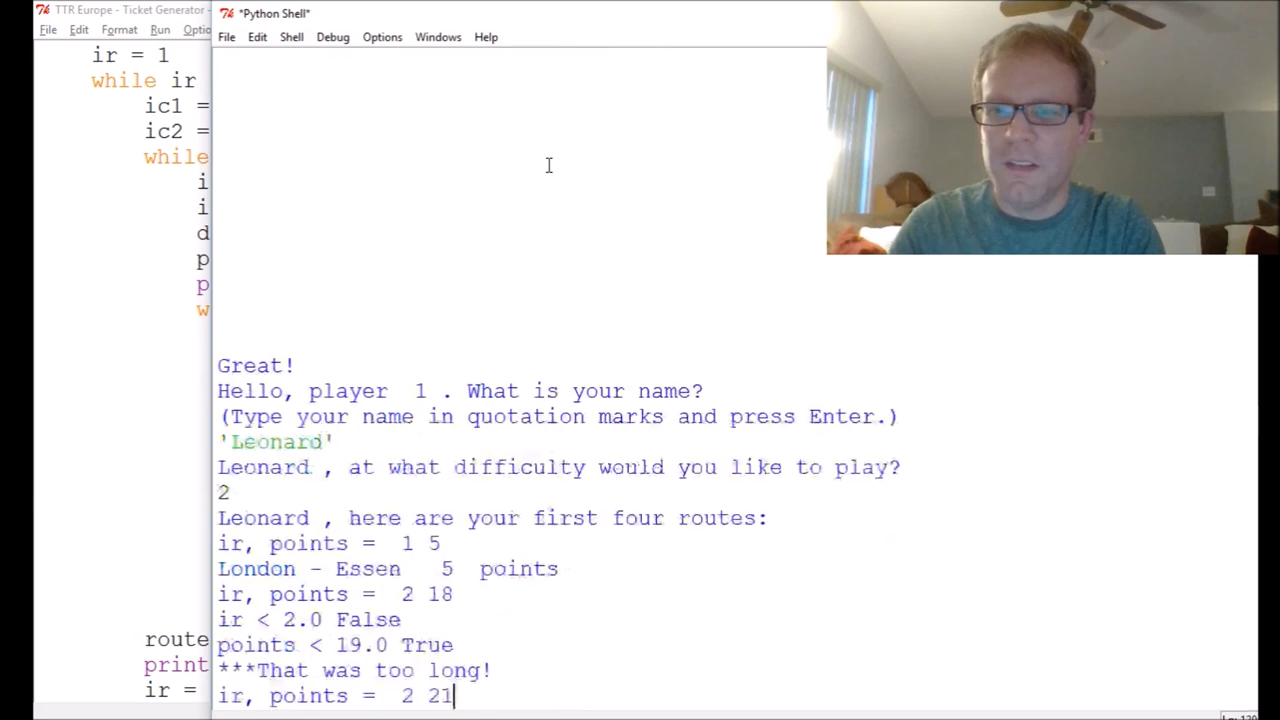 TTR Europe - Ticket Generator -
File Edit Format Run Optio
ir = 1
while ir
ic1 =
ic2 =
while
i
i
d
p
p
w
route
print
ir =
*Python Shell*
File Edit Shell Debug Options Windows Help
Great!
Hello, player  1 . What is your name?
(Type your name in quotation marks and press Enter.)
'Leonard'
Leonard , at what difficulty would you like to play?
2
Leonard , here are your first four routes:
ir, points =  1 5
London - Essen   5  points
ir, points =  2 18
ir < 2.0 False
points < 19.0 True
***That was too long!
ir, points =  2 21